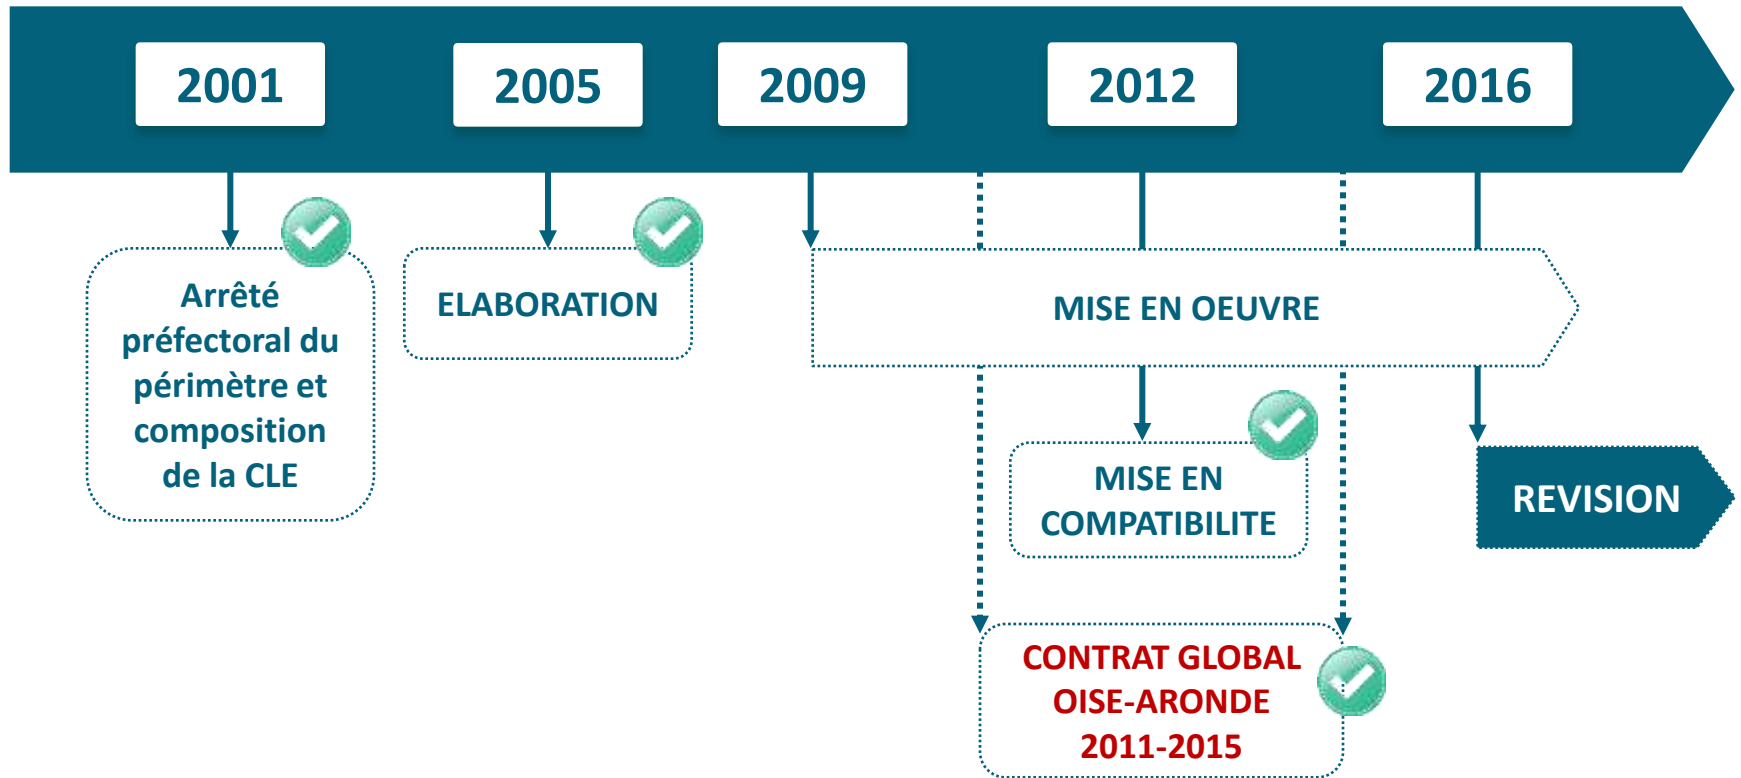 2001
2005
2009
2012
2016
Arrêté
préfectoral du
périmètre et
composition
de la CLE
ELABORATION
MISE EN OEUVRE
MISE EN
COMPATIBILITE
REVISION
CONTRAT GLOBAL
OISE-ARONDE
2011-2015